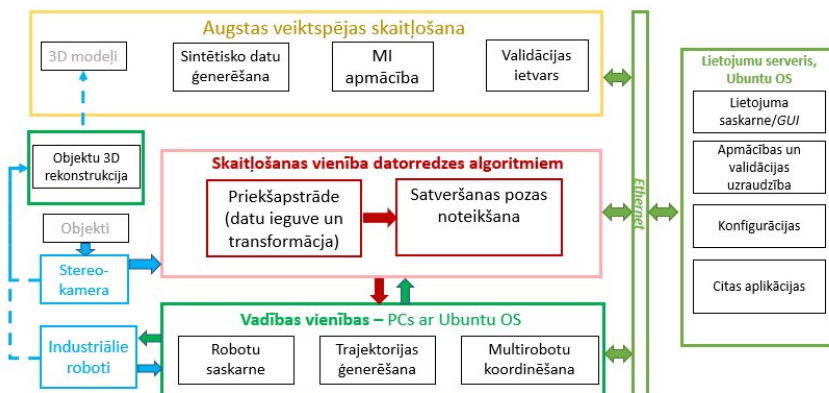 Augstas veiktspējas skaitļošana
3D modeļi
Sintētisko datu
ģenerēšana
MI
apmācība
Validācijas
ietvars
Objektu 3D
rekonstrukcija
Objekti
Stereo-
kamera
Industriālie
roboti
Skaitļošanas vienība datorredzes algoritmiem
Priekšapstrāde
(datu ieguve un
transformācja)
Satveršanas pozas
noteikšana
Vadības vienības – PCs ar Ubuntu OS
Robotu
saskarne
Trajektorijas
ģenerēšana
Multirobotu
koordinēšana
Ethernet
Lietojumu serveris,
Ubuntu OS
Lietojuma
saskarne/GUI
Apmācības un
validācijas
uzraudzība
Konfigurācijas
Citas aplikācijas